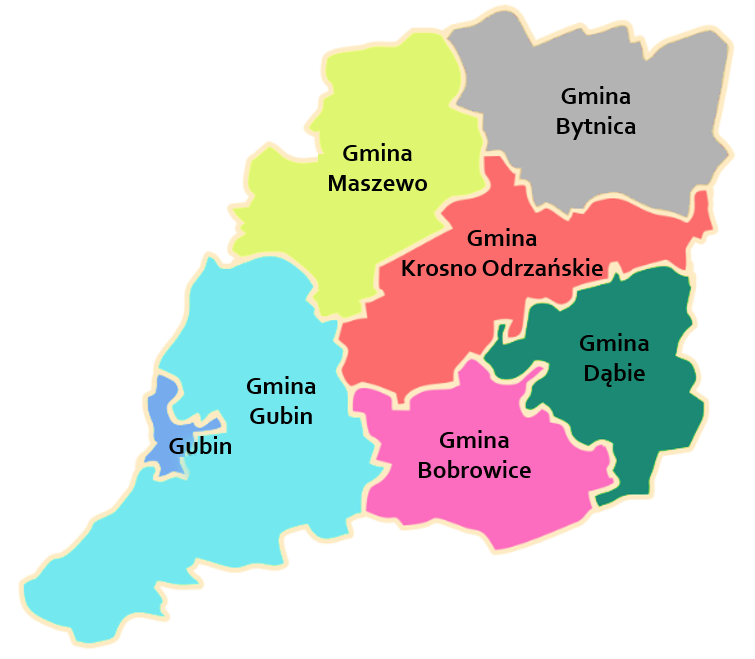 Gmina
Bytnica
Gmina
Maszewo
Gmina
Krosno Odrzańskie
Gmina
Dąbie
Gmina
Gubin
Gubin
Gmina
Bobrowice